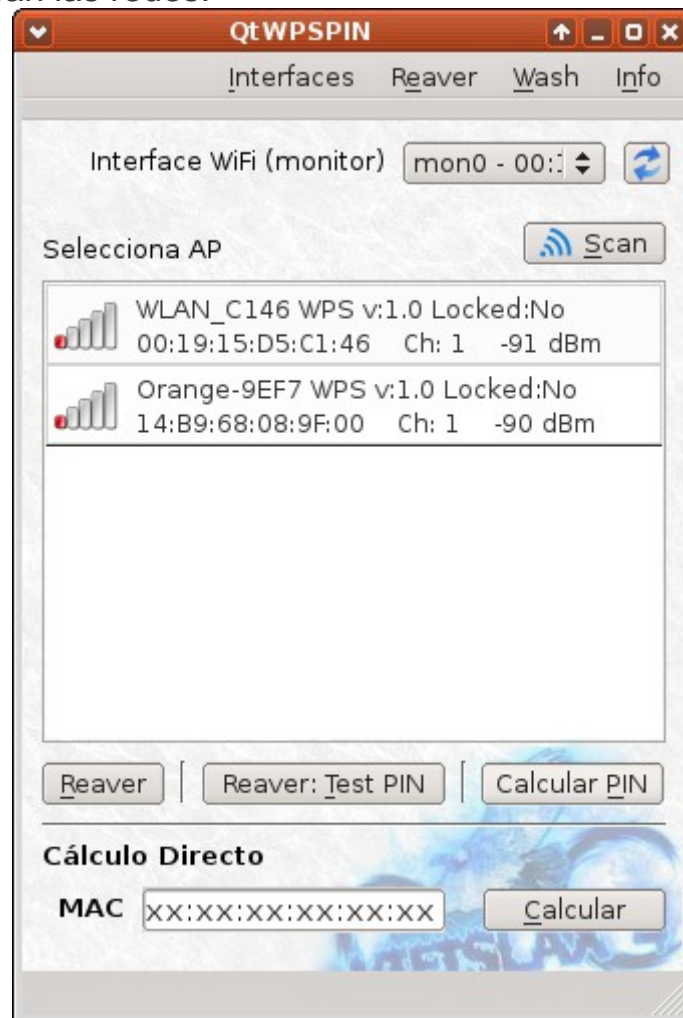 QtWPSPIN
Interfaces Reaver Wash Info
Interface WiFi (monitor) mon0 - 00:
Selecciona AP
Scan
WLAN_C146 WPS v:1.0 Locked:No
00:19:15:D5:C1:46 Ch: 1 -91 dBm
Orange-9EF7 WPS v:1.0 Locked:No
14:B9:68:08:9F:00 Ch: 1 -90 dBm
Reaver Reaver: Test PIN Calcular PIN
Cálculo Directo
MAC xx:xx:xx:xx:xx:xx Calcular